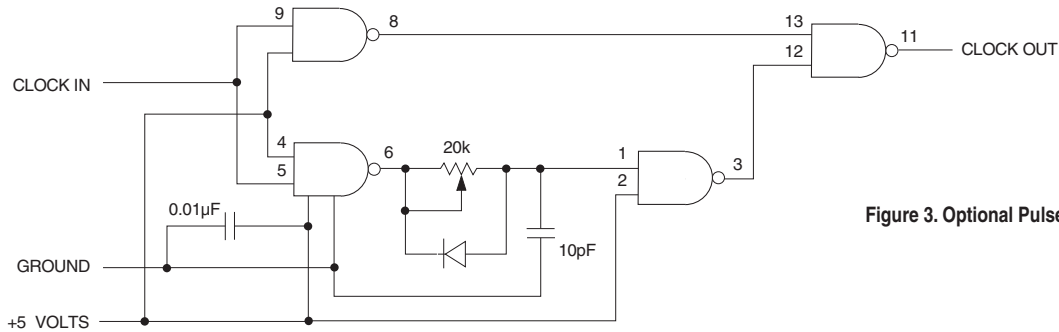 9
8
13
11
12
CLOCK OUT
CLOCK IN
4
5
6
20k
1
2
3
0.01µF
10pF
GROUND
+5 VOLTS
Figure 3. Optional Pulse